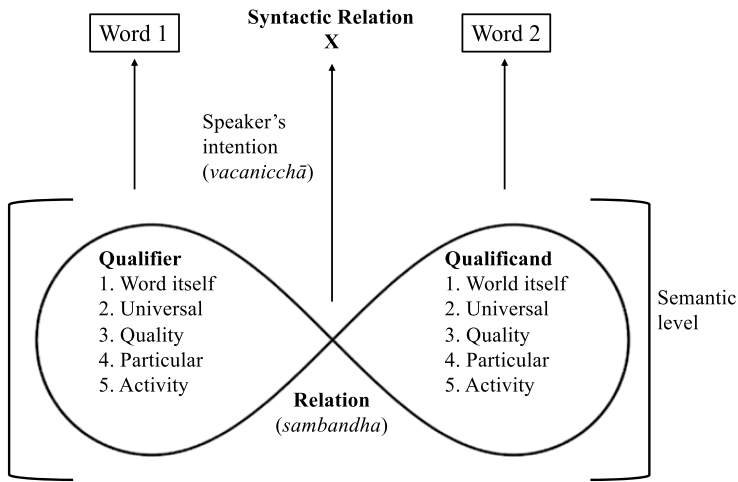 Word 1
Syntactic Relation
X
Word 2
Speaker’s
intention
(vacanicchā)
Qualifier
1. Word itself
2. Universal
3. Quality
4. Particular
5. Activity
Qualificand
1. World itself
2. Universal
3. Quality
4. Particular
5. Activity
Semantic
level
Relation
(sambandha)